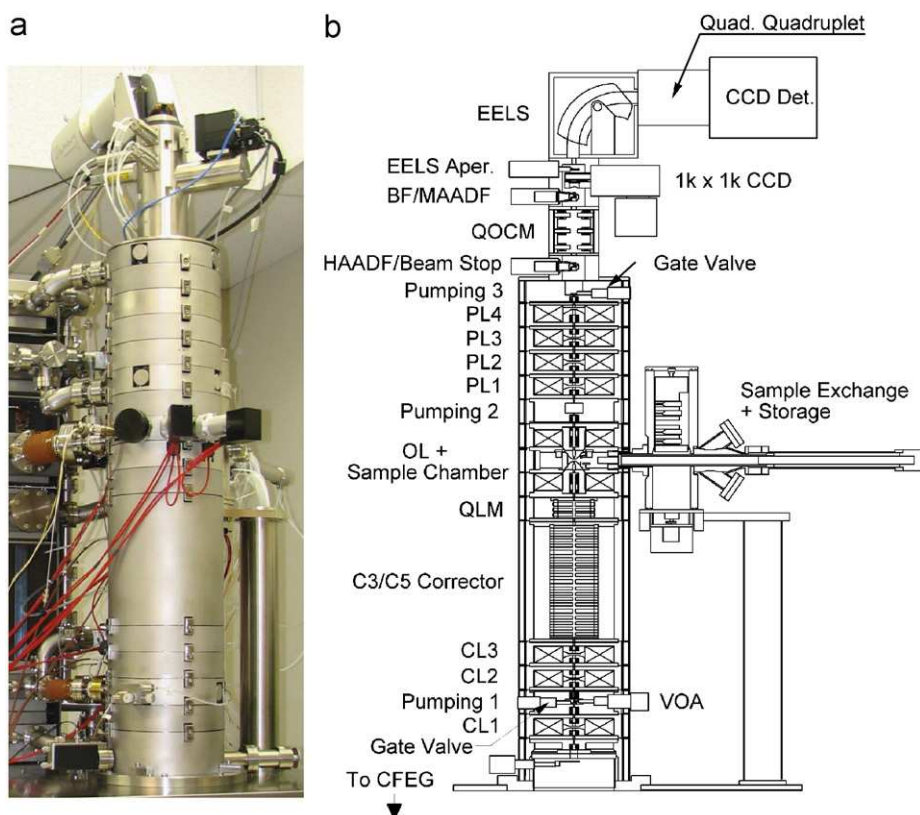 a
b
Quad. Quadruplet
CCD Det.
EELS
EELS Aper.
1k x 1k CCD
BF/MAADF
QOCM
HAADF/Beam Stop
Gate Valve
Pumping 3
PL4
PL3
PL2
PL1
Pumping 2
Sample Exchange
+ Storage
OL +
Sample Chamber
QLM
C3/C5 Corrector
CL3
CL2
Pumping 1
VOA
CL1
Gate Valve
To CFEG